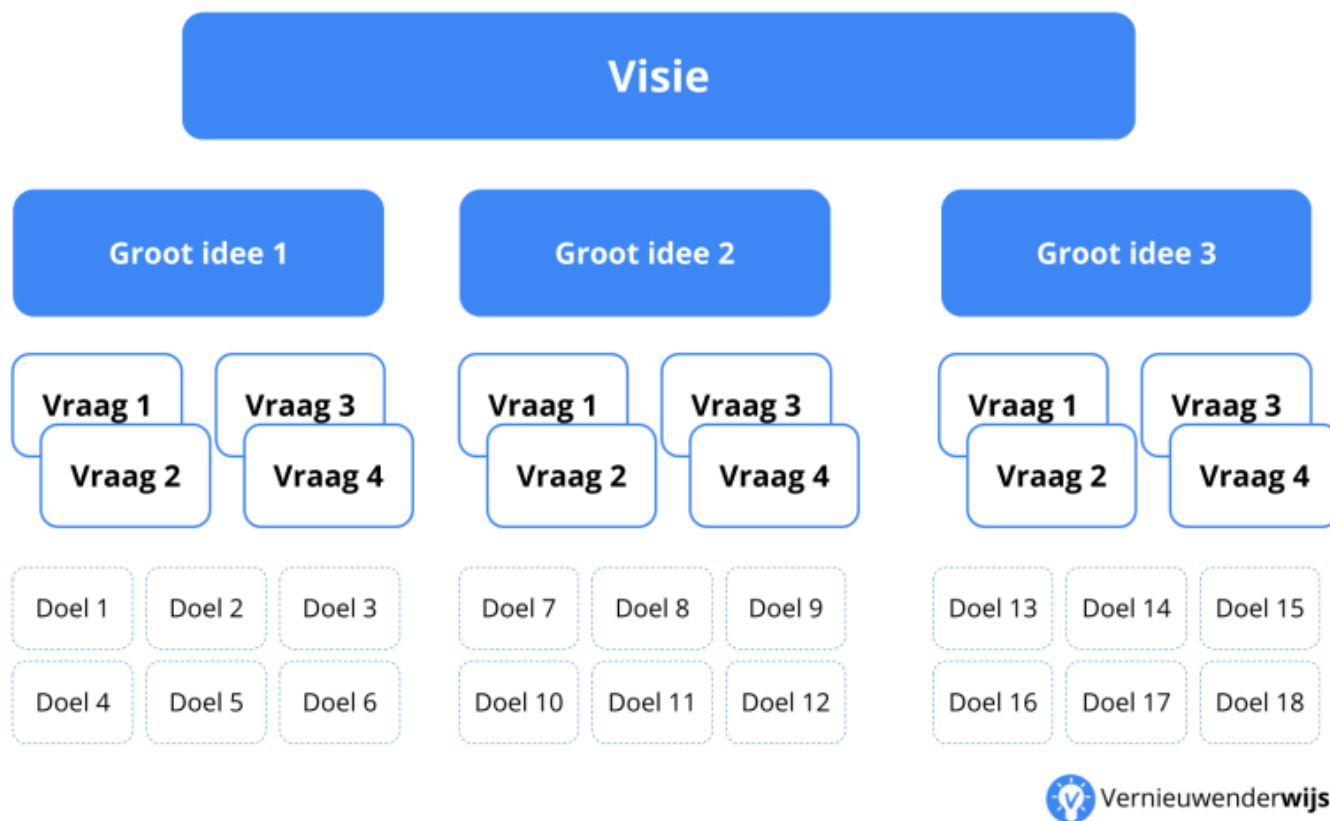 Visie
Groot idee 1
Groot idee 2
Groot idee 3
Vraag 1
Vraag 3
Vraag 2
Vraag 4
Vraag 1
Vraag 3
Vraag 2
Vraag 4
Vraag 1
Vraag 3
Vraag 2
Vraag 4
Doel 1
Doel 2
Doel 3
Doel 4
Doel 5
Doel 6
Doel 7
Doel 8
Doel 9
Doel 10
Doel 11
Doel 12
Doel 13
Doel 14
Doel 15
Doel 16
Doel 17
Doel 18
Vernieuwenderwijs